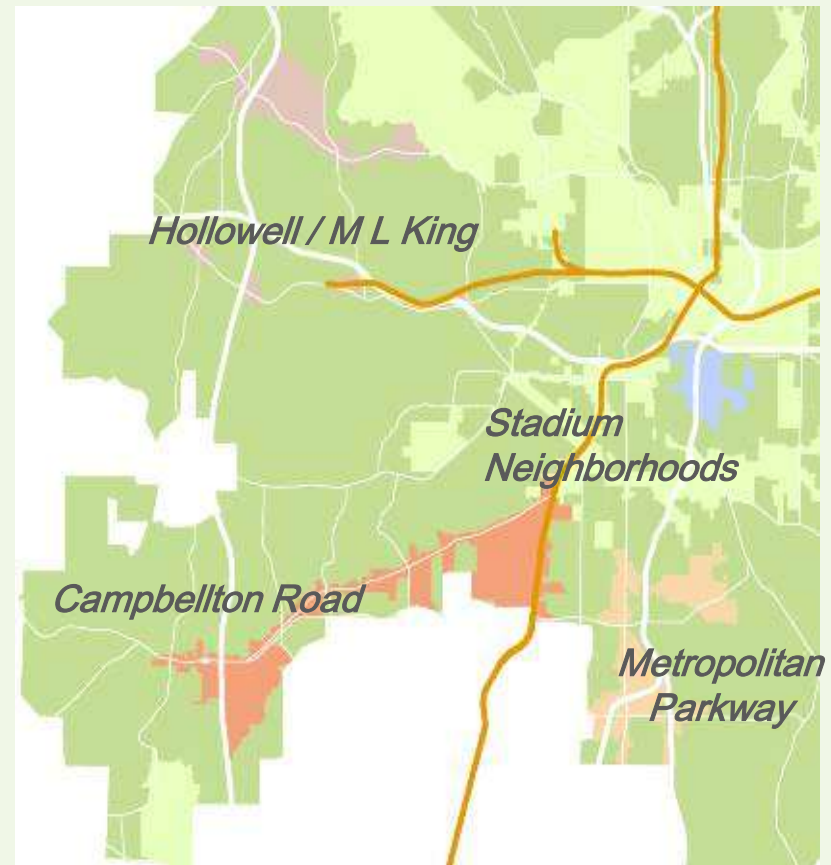 Hollowell / M L King
Stadium
Neighborhoods
Campbellton Road
Metropolitan
Parkway